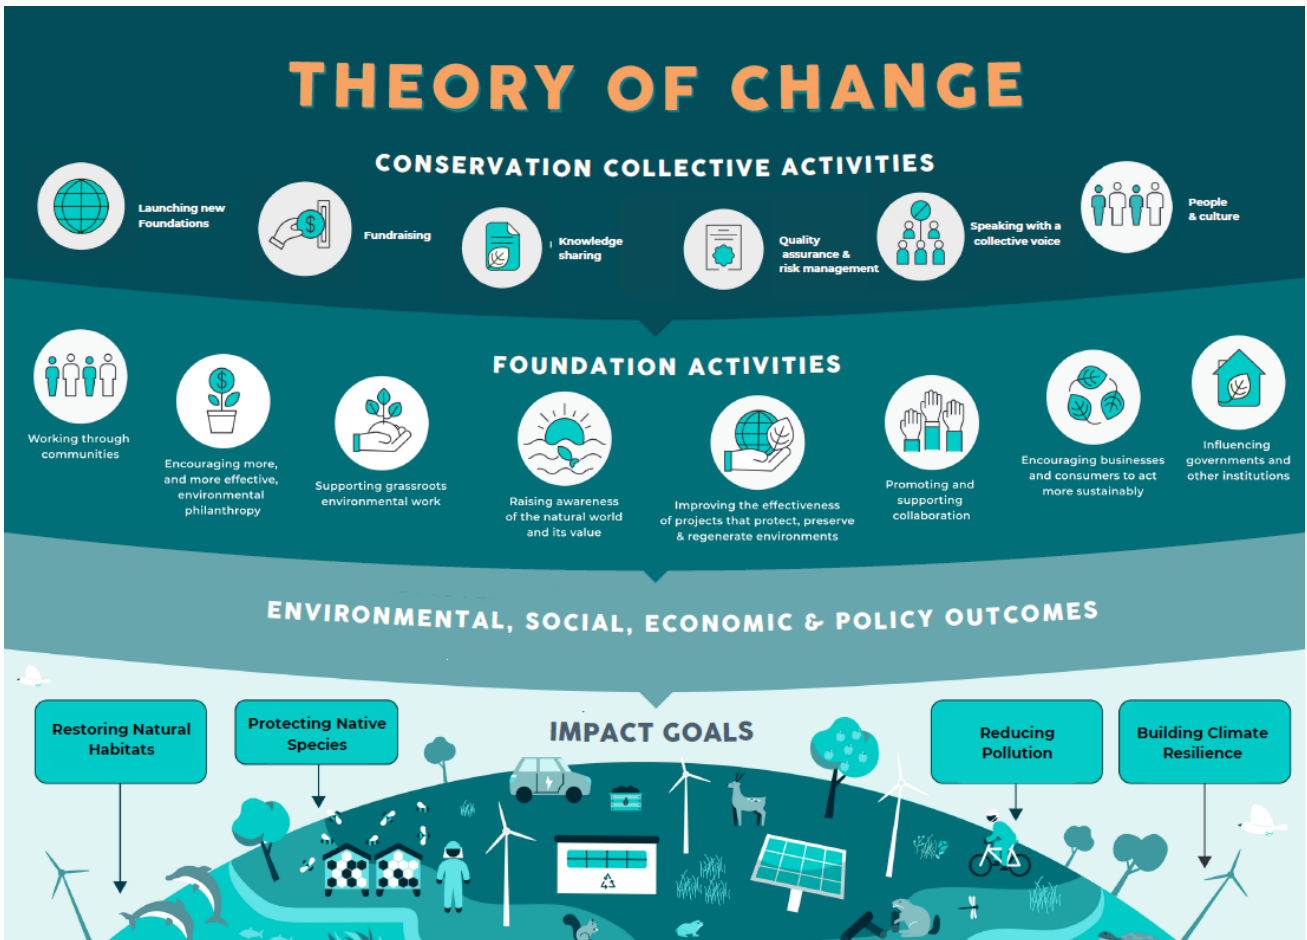 THEORY OF CHANGE
CONSERVATION COLLECTIVE ACTIVITIES
Launching new
Foundations
Fundraising
Knowledge
sharing
Quality
assurance &
risk management
Speaking with a
collective voice
People
& culture
FOUNDATION ACTIVITIES
Working through
communities
Encouraging more,
and more effective,
environmental
philanthropy
Supporting grassroots
environmental work
Raising awareness
of the natural world
and its value
Improving the effectiveness
of projects that protect, preserve
& regenerate environments
Promoting and
supporting
collaboration
Encouraging businesses
and consumers to act
more sustainably
Influencing
governments and
other institutions
ENVIRONMENTAL, SOCIAL, ECONOMIC & POLICY OUTCOMES
IMPACT GOALS
Restoring Natural
Habitats
Protecting Native
Species
Reducing
Pollution
Building Climate
Resilience